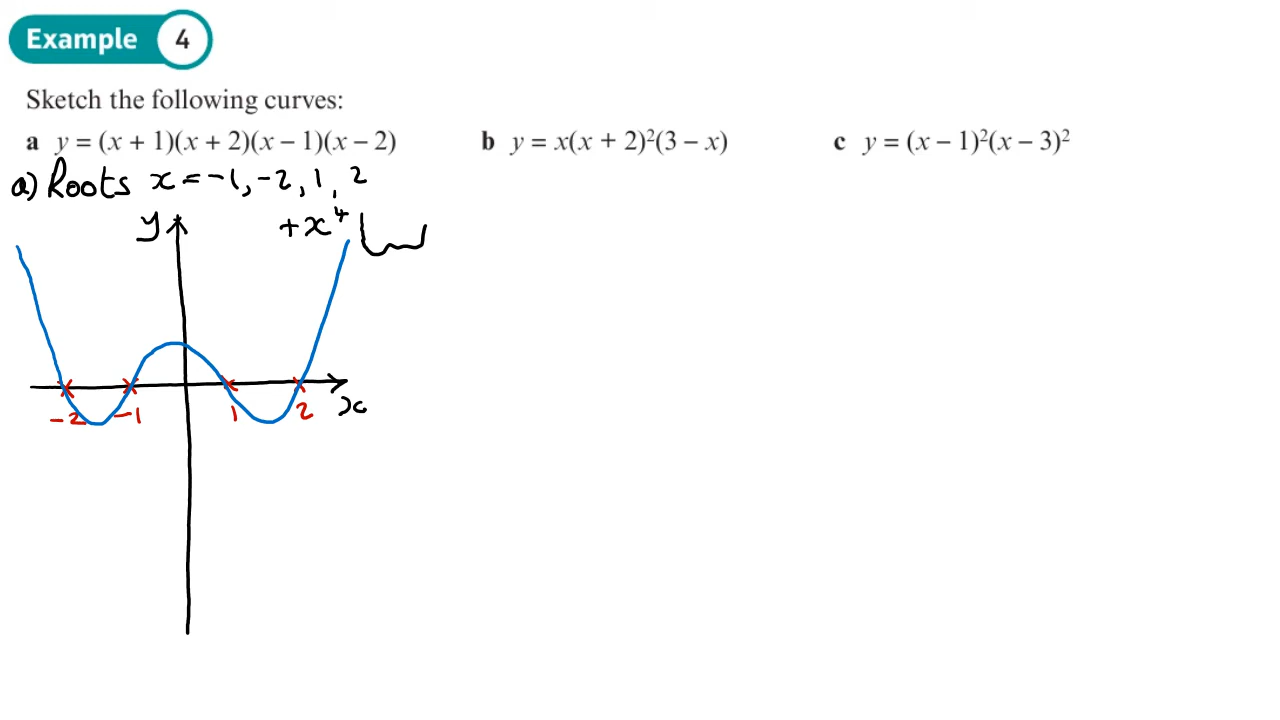 Example 4
Sketch the following curves:
a y = (x + 1)(x + 2)(x − 1)(x − 2)
b y = x(x + 2)²(3 − x)
c y = (x − 1)²(x − 3)²
a) Roots x = -1, -2, 1, 2
y
+x⁴
-2 -1 1 2 x